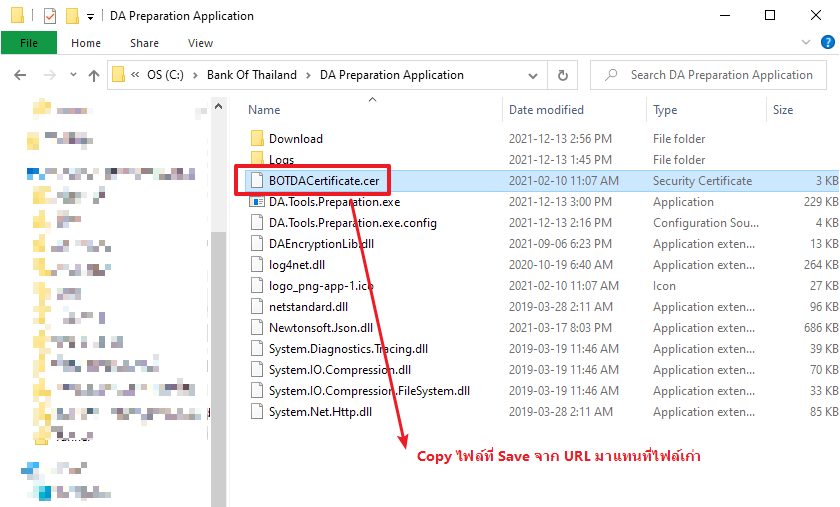 DA Preparation Application
File Home Share View
« OS (C:) › Bank Of Thailand › DA Preparation Application
Search DA Preparation Application
Name Date modified Type Size
Download 2021-12-13 2:56 PM File folder
Logs 2021-12-13 1:45 PM File folder
BOTDACertificate.cer 2021-02-10 11:07 AM Security Certificate 3 KB
DA.Tools.Preparation.exe 2021-12-13 3:00 PM Application 229 KB
DA.Tools.Preparation.exe.config 2021-12-13 2:16 PM Configuration Sou... 4 KB
DAEncryptionLib.dll 2021-09-06 6:23 PM Application exten... 13 KB
log4net.dll 2020-10-19 6:40 AM Application exten... 264 KB
logo_png-app-1.ico 2021-02-10 11:07 AM Icon 27 KB
netstandard.dll 2019-03-28 2:11 AM Application exten... 96 KB
Newtonsoft.Json.dll 2021-03-17 8:03 PM Application exten... 686 KB
System.Diagnostics.Tracing.dll 2019-03-19 11:46 AM Application exten... 39 KB
System.IO.Compression.dll 2019-03-19 11:46 AM Application exten... 70 KB
System.IO.Compression.FileSystem.dll 2019-03-19 11:46 AM Application exten... 33 KB
System.Net.Http.dll 2019-03-28 2:11 AM Application exten... 85 KB
Copy ไฟล์ที่ Save จาก URL มาแทนที่ไฟล์เก่า